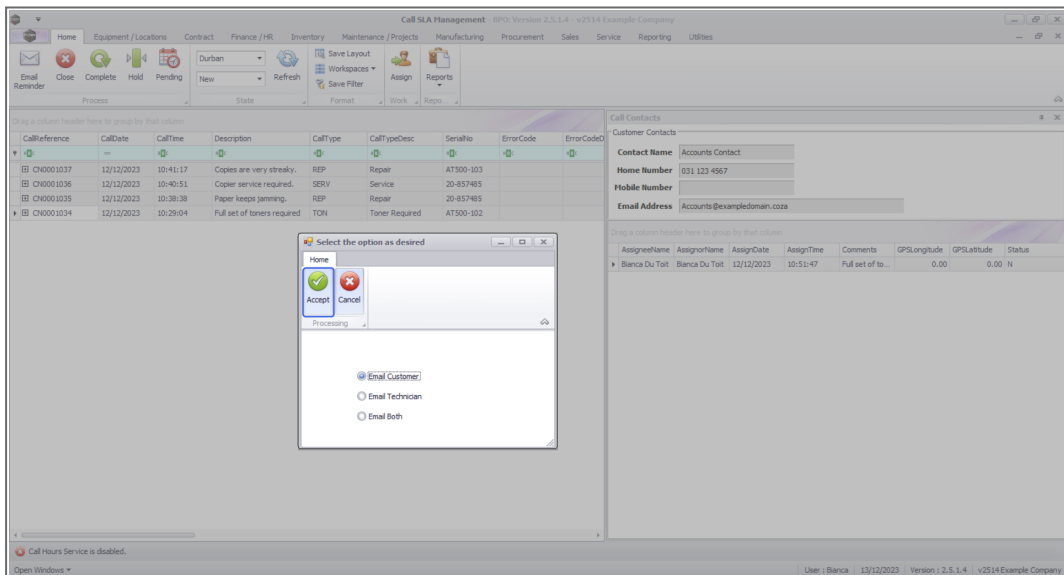 Call SLA Management - BPO: Version 2.5.1.4 - v2514 Example Company
Home Equipment / Locations Contract Finance / HR Inventory Maintenance / Projects Manufacturing Procurement Sales Service Reporting Utilities
Email Reminder
Close
Complete
Hold
Pending
Durban
New
Refresh
Save Layout
Workspaces
Save Filter
Assign
Reports
Process State Format Work Repo...
Drag a column header here to group by that column
CallReference CallDate CallTime Description CallType CallTypeDesc SerialNo ErrorCode ErrorCodeD
CN0001037 12/12/2023 10:41:17 Copies are very streaky. REP Repair AT500-103
CN0001036 12/12/2023 10:40:51 Copier service required. SERV Service 20-857485
CN0001035 12/12/2023 10:38:38 Paper keeps jamming. REP Repair 20-857485
CN0001034 12/12/2023 10:29:04 Full set of toners required TON Toner Required AT500-102
Call Contacts
Customer Contacts
Contact Name Accounts Contact
Home Number 031 123 4567
Mobile Number
Email Address Accounts@exampledomain.coza
Drag a column header here to group by that column
AssigneeName AssignorName AssignDate AssignTime Comments GPSLongitude GPSLatitude Status
Bianca Du Toit Bianca Du Toit 12/12/2023 10:51:47 Full set of to... 0.00 0.00 N
Select the option as desired
Home
Accept Cancel
Processing
Email Customer
Email Technician
Email Both
Call Hours Service is disabled.
Open Windows
User : Bianca 13/12/2023 Version : 2.5.1.4 v2514 Example Company